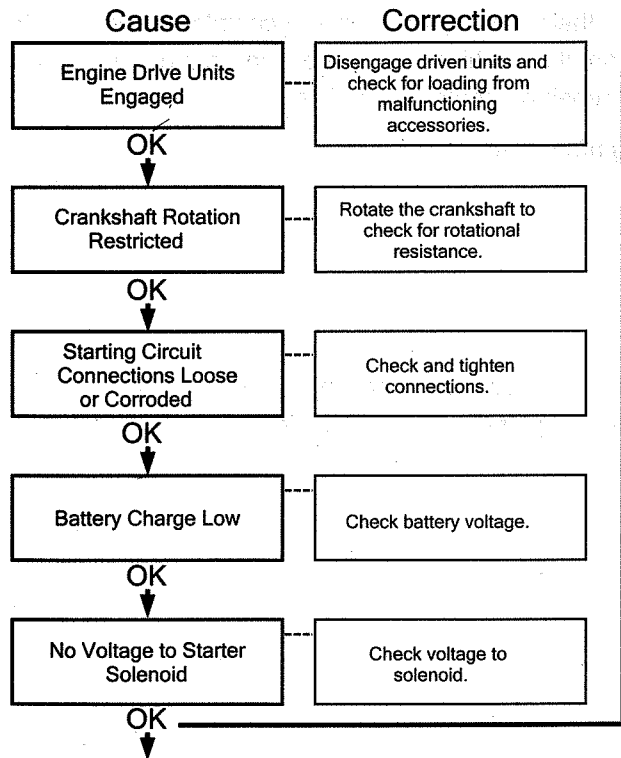 Cause
Correction
Engine Drive Units
Engaged
Disengage driven units and
check for loading from
malfunctioning
accessories.
OK
Crankshaft Rotation
Restricted
Rotate the crankshaft to
check for rotational
resistance.
OK
Starting Circuit
Connections Loose
or Corroded
Check and tighten
connections.
OK
Battery Charge Low
Check battery voltage.
OK
No Voltage to Starter
Solenoid
Check voltage to
solenoid.
OK